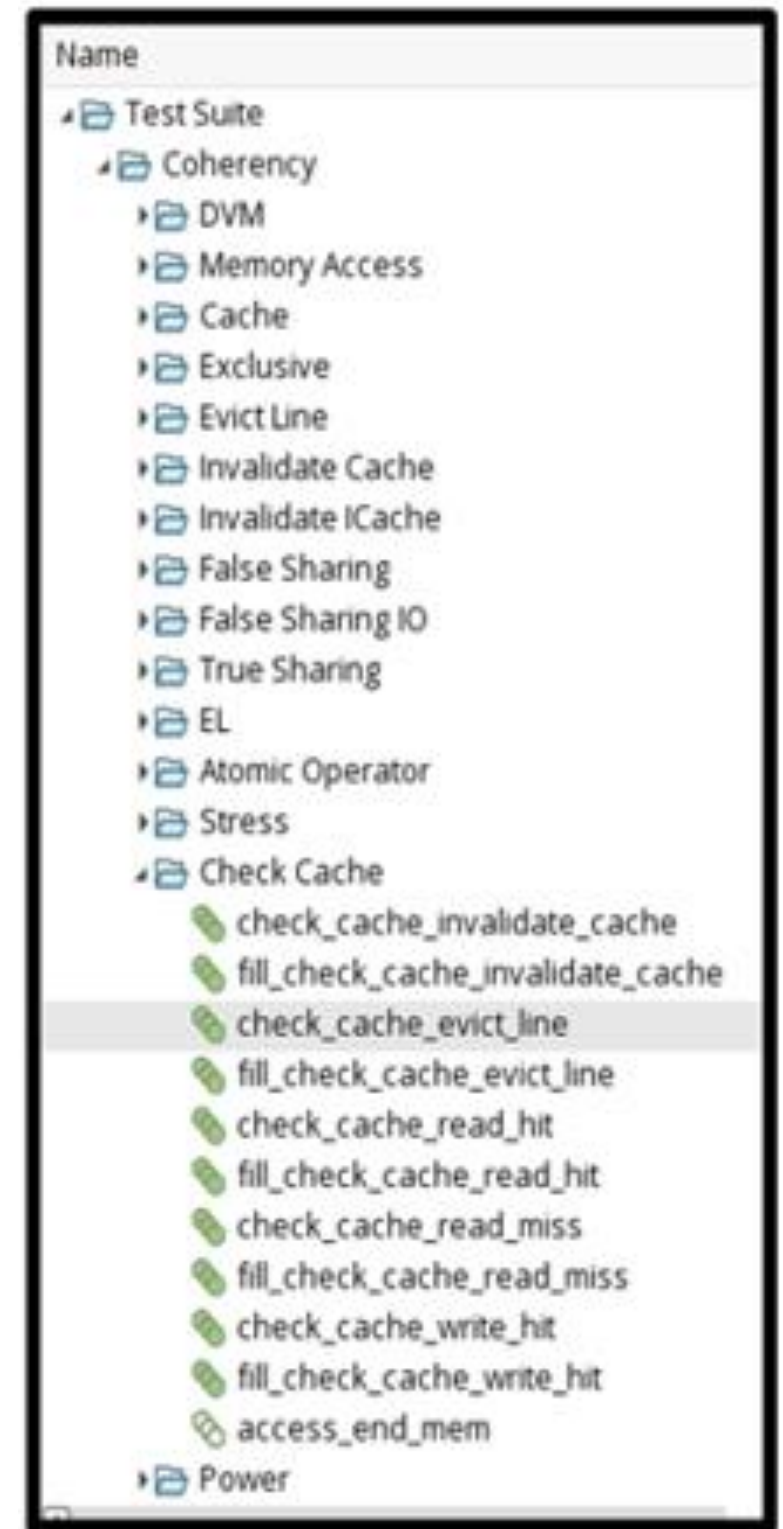 Name
Test Suite
Coherency
DVM
Memory Access
Cache
Exclusive
Evict Line
Invalidate Cache
Invalidate ICache
False Sharing
False Sharing IO
True Sharing
EL
Atomic Operator
Stress
Check Cache
check_cache_invalidate_cache
fill_check_cache_invalidate_cache
check_cache_evict_line
fill_check_cache_evict_line
check_cache_read_hit
fill_check_cache_read_hit
check_cache_read_miss
fill_check_cache_read_miss
check_cache_write_hit
fill_check_cache_write_hit
access_end_mem
Power